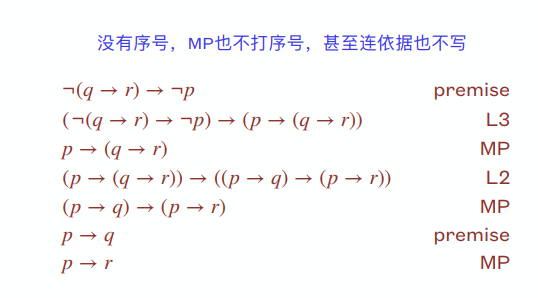 没有序号，MP也不打序号，甚至连依据也不写
¬(q → r) → ¬p premise
(¬(q → r) → ¬p) → (p → (q → r)) L3
p → (q → r) MP
(p → (q → r)) → ((p → q) → (p → r)) L2
(p → q) → (p → r) MP
p → q premise
p → r MP